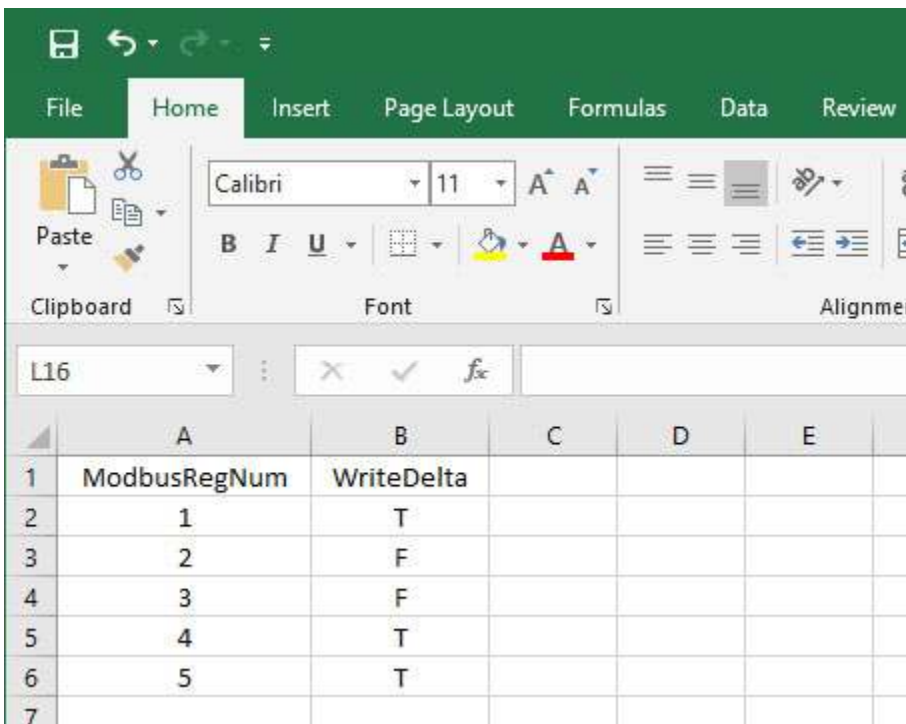 File Home Insert Page Layout Formulas Data Review
Calibri 11 A A
Paste B I U A
Clipboard Font
L16 fx
A B C D E
1 ModbusRegNum WriteDelta
2 1 T
3 2 F
4 3 F
5 4 T
6 5 T
7